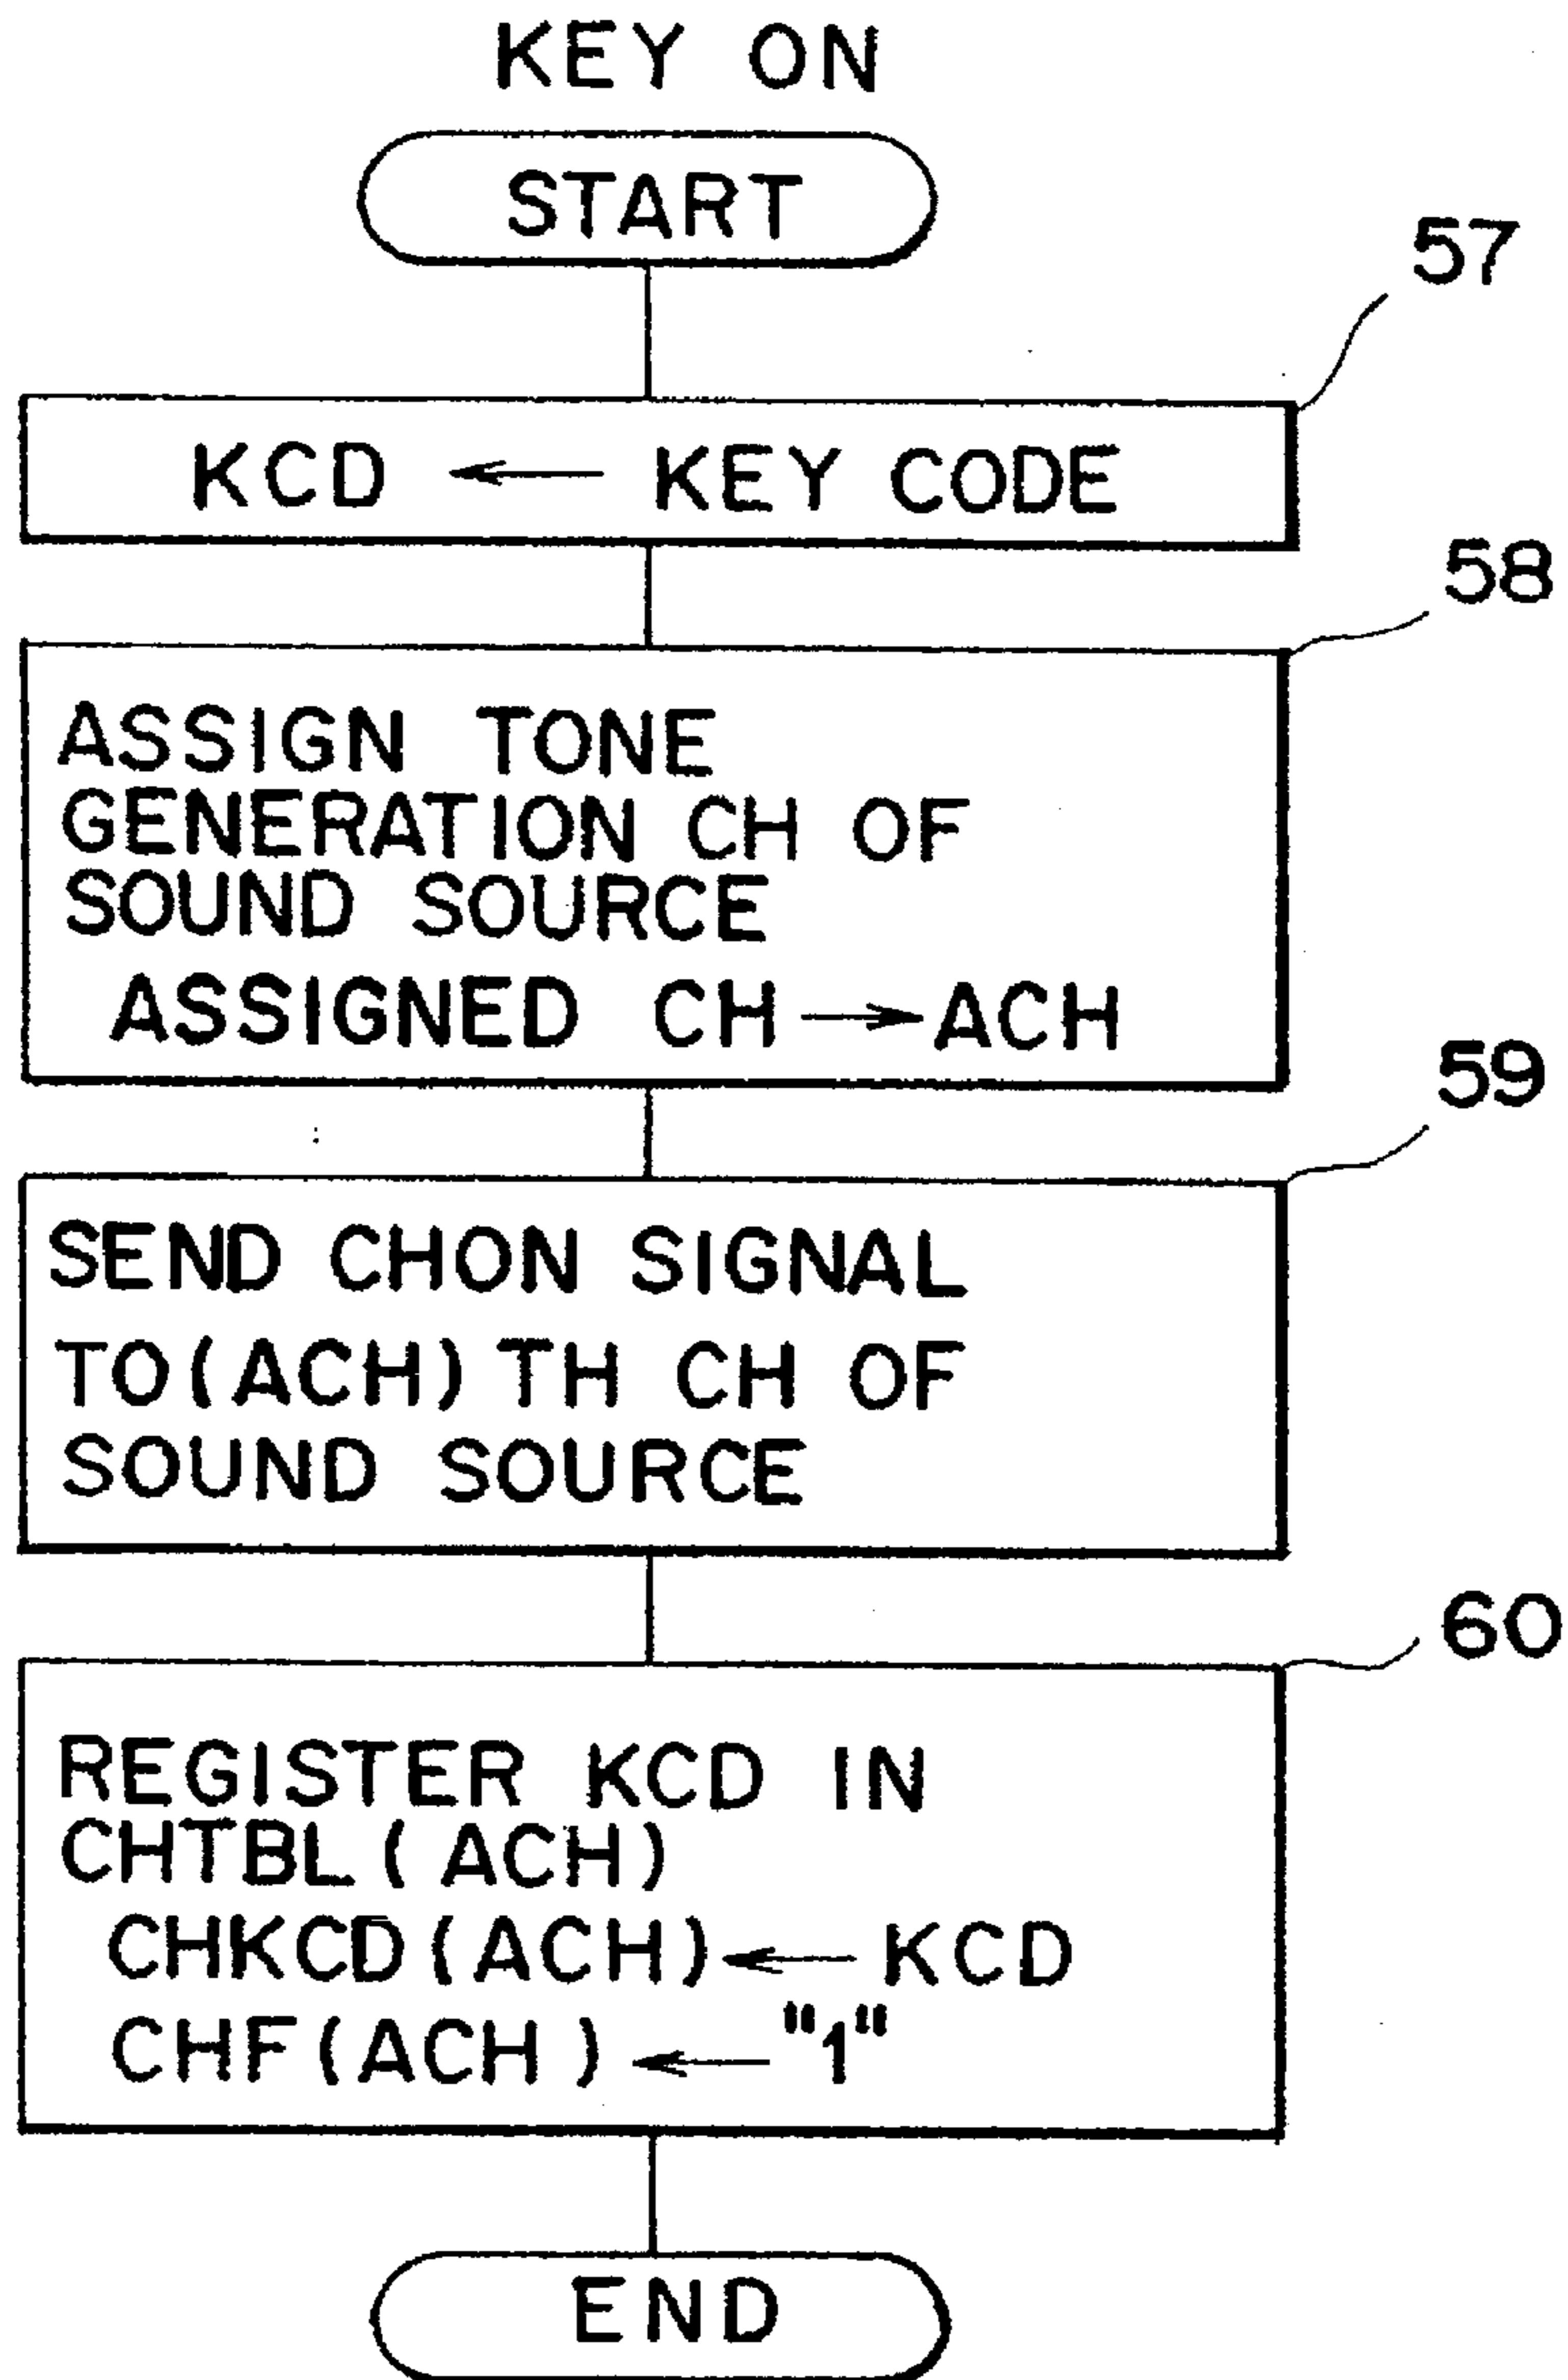 KEY ON
START
57
KCD ← KEY CODE
58
ASSIGN TONE
GENERATION CH OF
SOUND SOURCE
ASSIGNED CH → ACH
59
SEND CHON SIGNAL
TO (ACH) TH CH OF
SOUND SOURCE
60
REGISTER KCD IN
CHTBL (ACH)
CHKCD (ACH) ← KCD
CHF (ACH) ← "1"
END